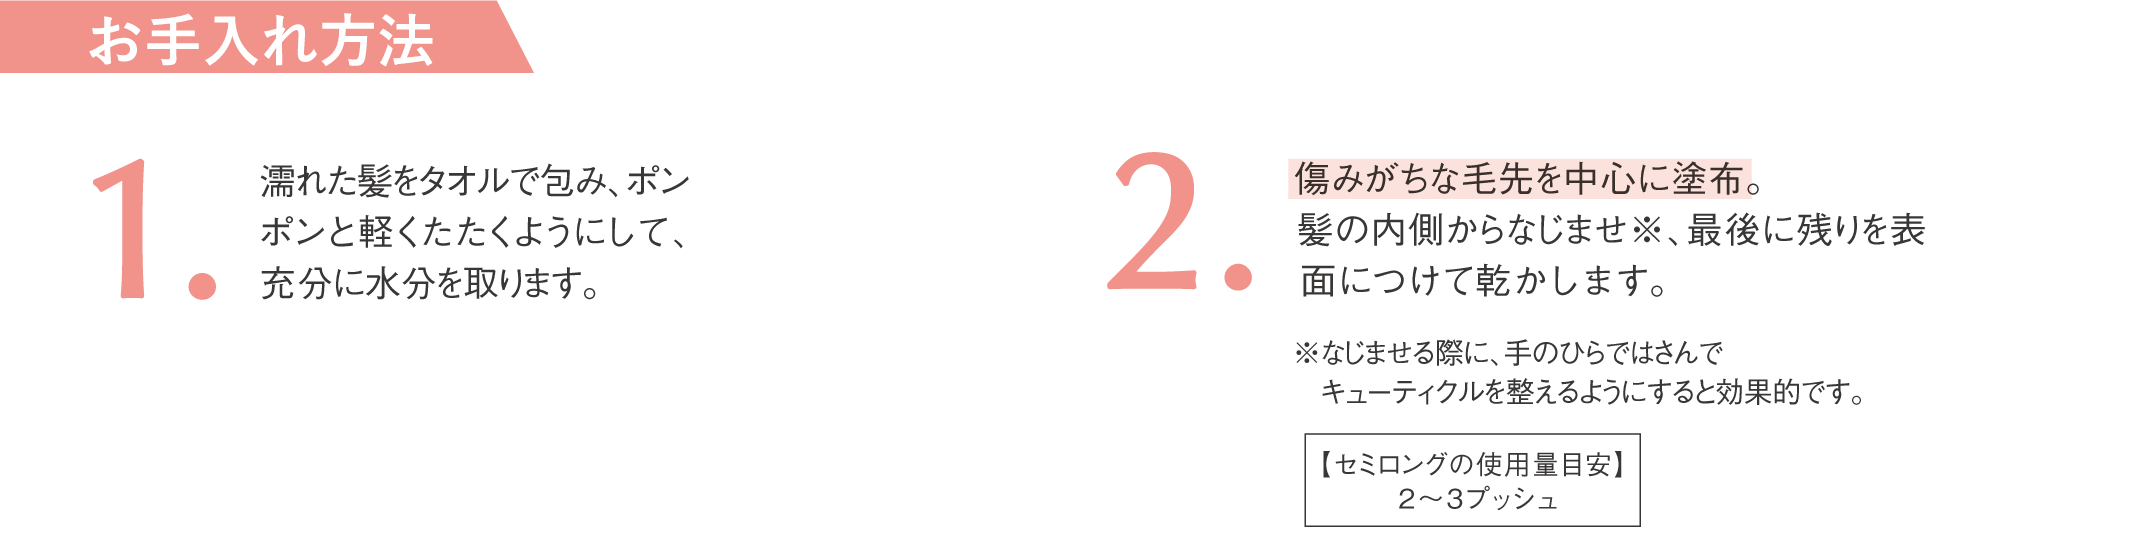 お手入れ方法
1.
濡れた髪をタオルで包み、ポン
ポンと軽くたたくようにして、
充分に水分を取ります。
2.
傷みがちな毛先を中心に塗布。
髪の内側からなじませ※、最後に残りを表
面につけて乾かします。
※なじませる際に、手のひらではさんで
キューティクルを整えるようにすると効果的です。
【セミロングの使用量目安】
2～3プッシュ